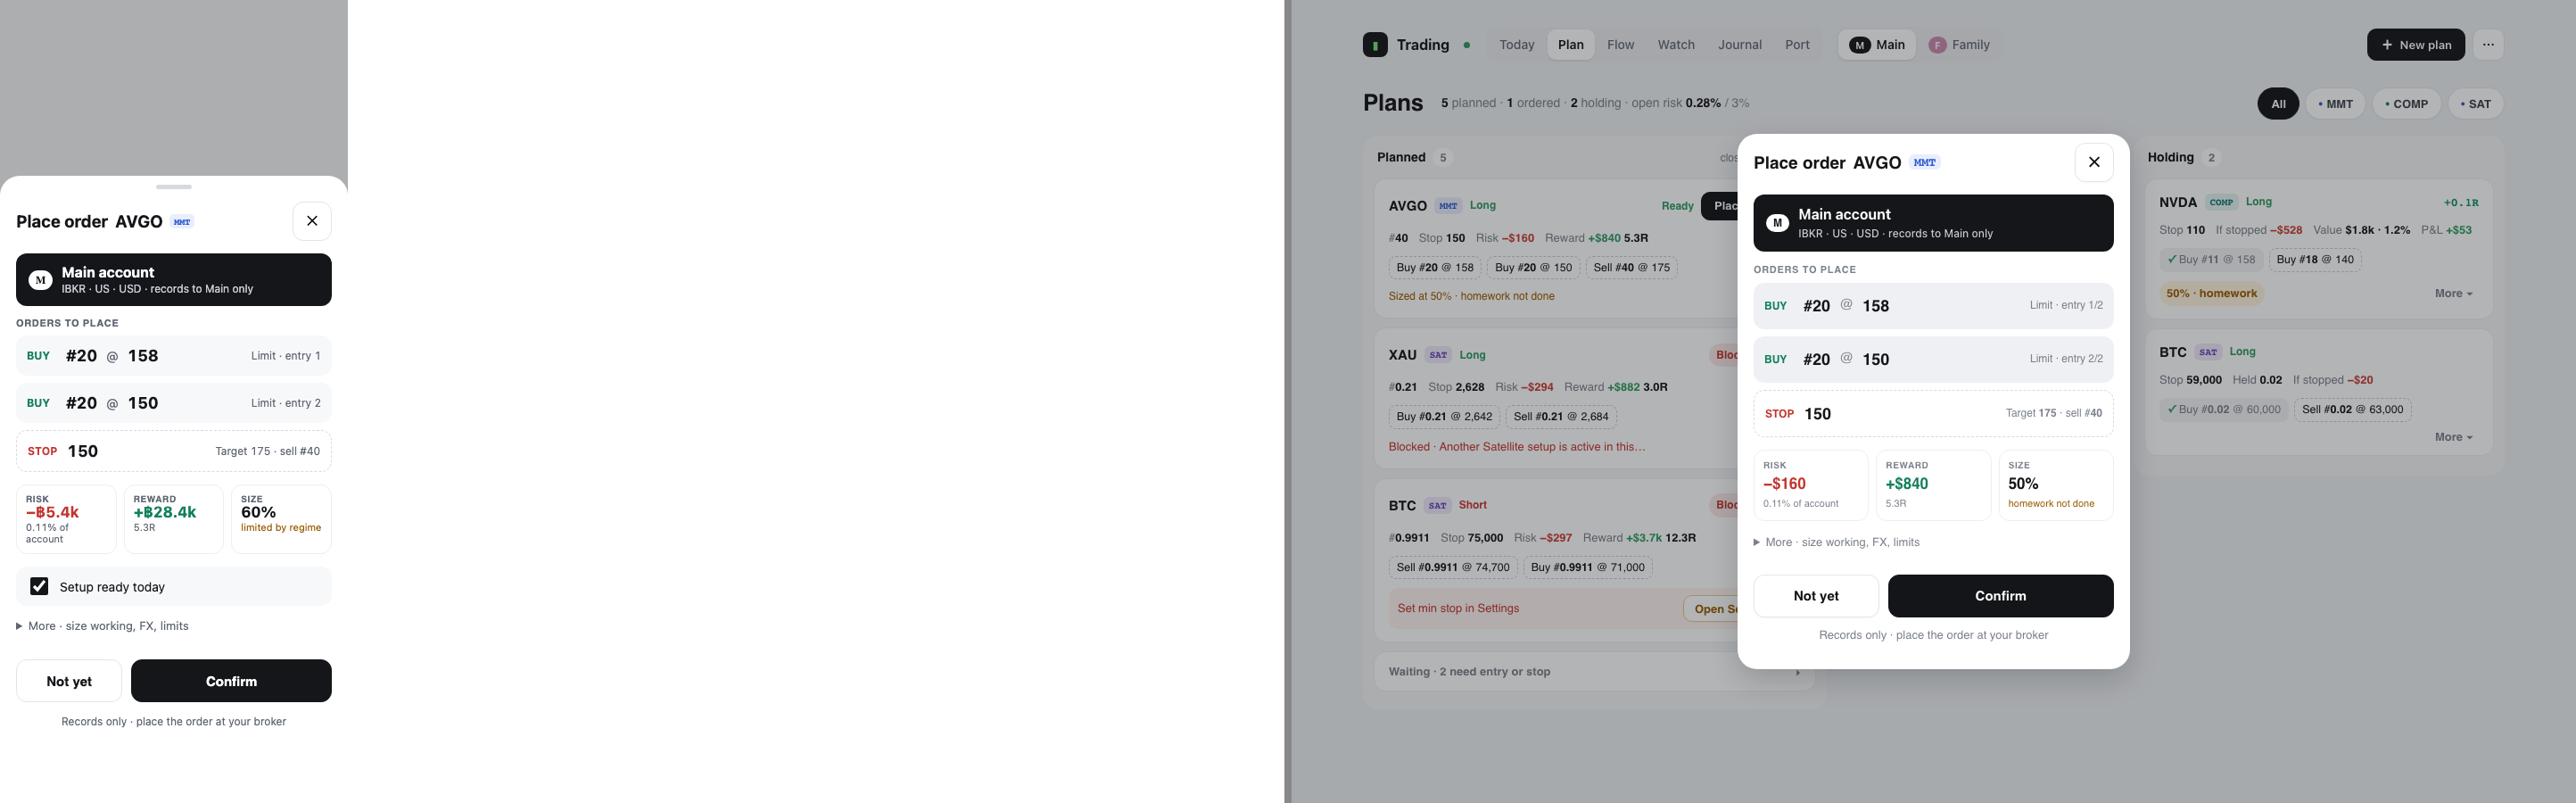 Place order AVGO MMT
M Main account
IBKR · US · USD · records to Main only
ORDERS TO PLACE
BUY #20 @ 158 Limit · entry 1
BUY #20 @ 150 Limit · entry 2
STOP 150 Target 175 · sell #40
RISK REWARD SIZE
−฿5.4k +฿28.4k 60%
0.11% of account 5.3R limited by regime
Setup ready today
More · size working, FX, limits
Not yet Confirm
Records only · place the order at your broker
Trading Today Plan Flow Watch Journal Port M Main F Family + New plan ···
Plans 5 planned · 1 ordered · 2 holding · open risk 0.28% / 3% All • MMT • COMP • SAT
Planned 5
AVGO MMT Long Ready
#40 Stop 150 Risk −$160 Reward +$840 5.3R
Buy #20 @ 158 Buy #20 @ 150 Sell #40 @ 175
Sized at 50% · homework not done
XAU SAT Long
#0.21 Stop 2,628 Risk −$294 Reward +$882 3.0R
Buy #0.21 @ 2,642 Sell #0.21 @ 2,684
Blocked · Another Satellite setup is active in this…
BTC SAT Short
#0.9911 Stop 75,000 Risk −$297 Reward +$3.7k 12.3R
Sell #0.9911 @ 74,700 Buy #0.9911 @ 71,000
Set min stop in Settings
Waiting · 2 need entry or stop
Place order AVGO MMT
M Main account
IBKR · US · USD · records to Main only
ORDERS TO PLACE
BUY #20 @ 158 Limit · entry 1/2
BUY #20 @ 150 Limit · entry 2/2
STOP 150 Target 175 · sell #40
RISK REWARD SIZE
−$160 +$840 50%
0.11% of account 5.3R homework not done
More · size working, FX, limits
Not yet Confirm
Records only · place the order at your broker
Holding 2
NVDA COMP Long +0.1R
Stop 110 If stopped −$528 Value $1.8k · 1.2% P&L +$53
✓ Buy #11 @ 158 Buy #18 @ 140
50% · homework More
BTC SAT Long
Stop 59,000 Held 0.02 If stopped −$20
✓ Buy #0.02 @ 60,000 Sell #0.02 @ 63,000
More